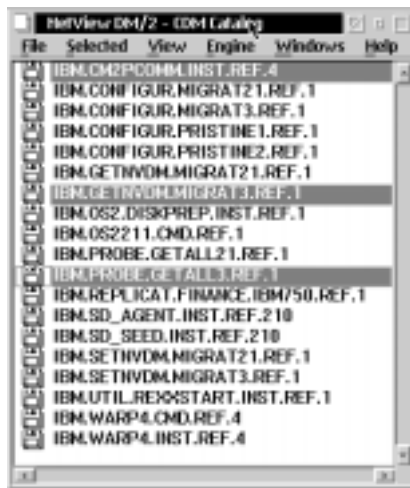 NetView DM/2 - CDM Catalog
File Selected View Engine Windows Help
IBM.CM2PCOMM.INST.REF.4
IBM.CONFIGUR.MIGRAT21.REF.1
IBM.CONFIGUR.MIGRAT3.REF.1
IBM.CONFIGUR.PRISTINE1.REF.1
IBM.CONFIGUR.PRISTINE2.REF.1
IBM.GETNVDM.MIGRAT21.REF.1
IBM.GETNVDM.MIGRAT3.REF.1
IBM.OS2.DISKPREP.INST.REF.1
IBM.OS2211.CMD.REF.1
IBM.PROBE.GETALL21.REF.1
IBM.PROBE.GETALL3.REF.1
IBM.REPLICAT.FINANCE.IBM750.REF.1
IBM.SD_AGENT.INST.REF.210
IBM.SD_SEED.INST.REF.210
IBM.SETNVDM.MIGRAT21.REF.1
IBM.SETNVDM.MIGRAT3.REF.1
IBM.UTIL.REXXSTART.INST.REF.1
IBM.WARP4.CMD.REF.4
IBM.WARP4.INST.REF.4